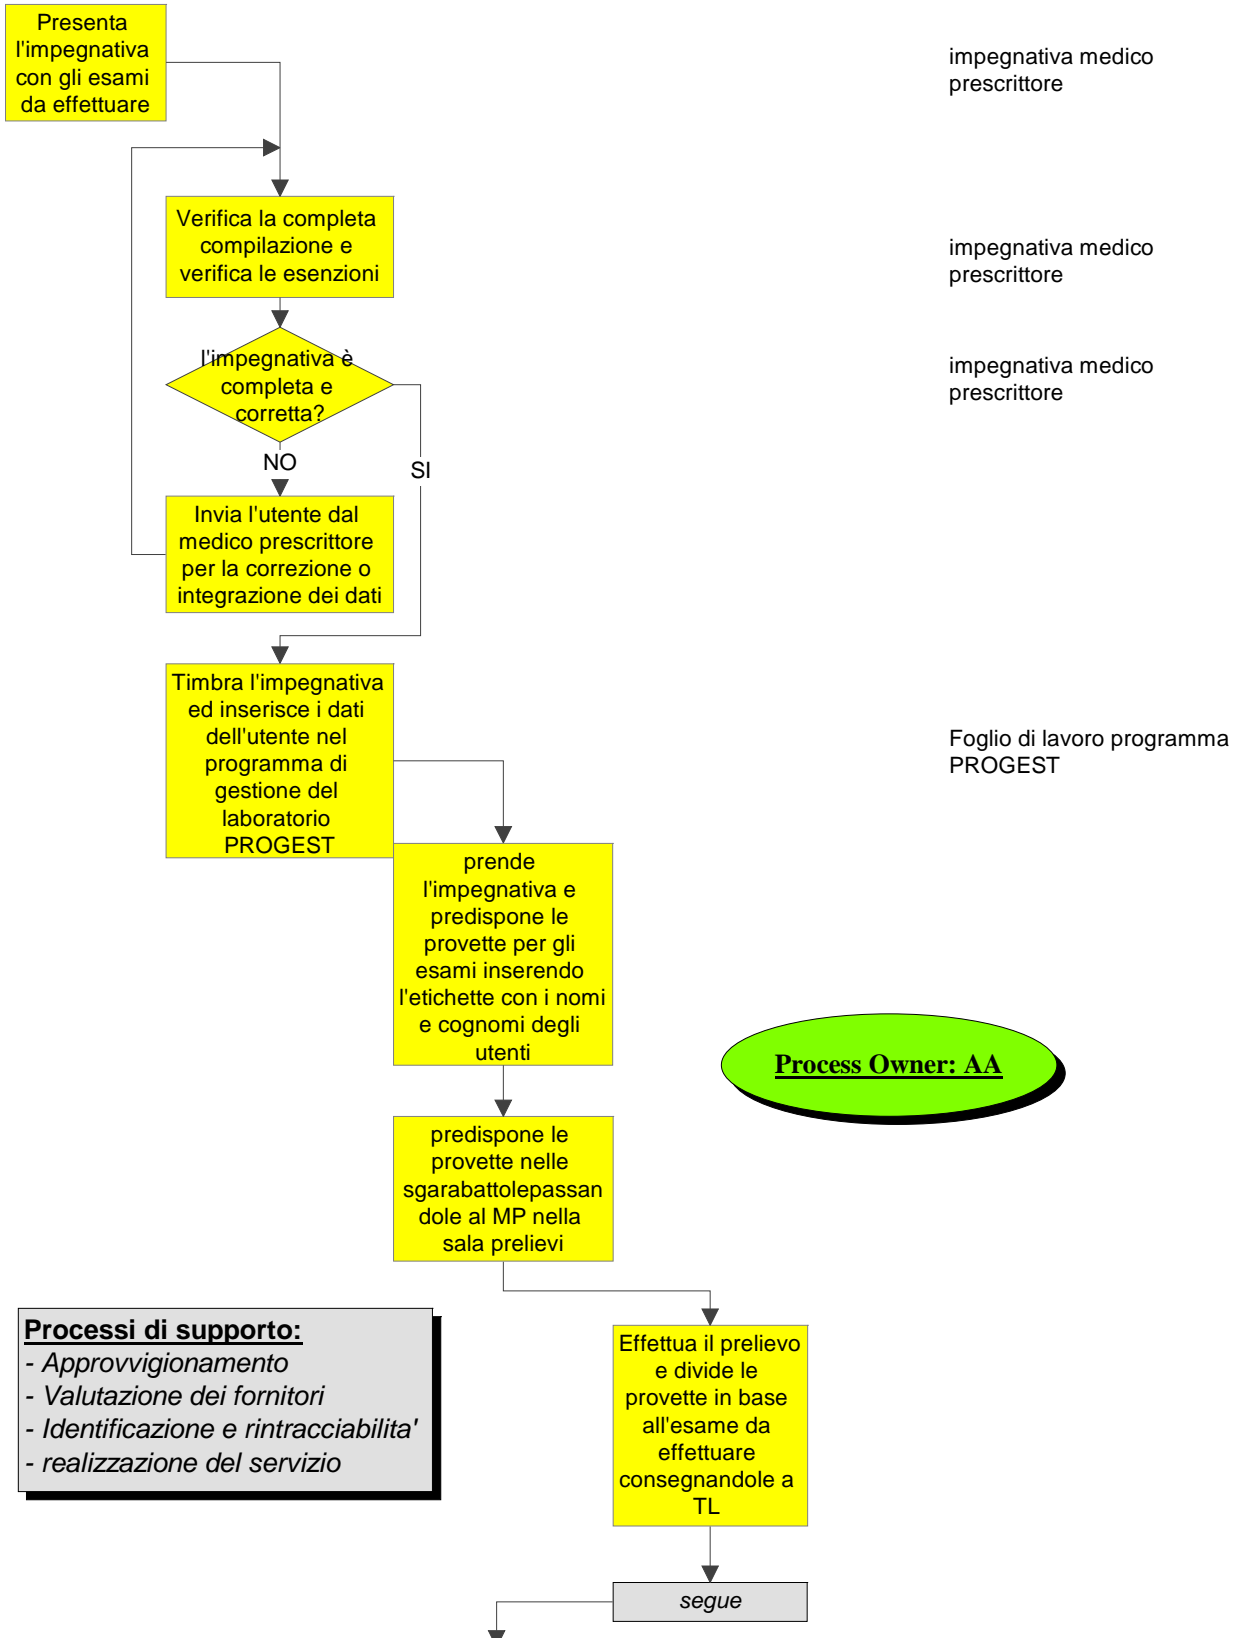 Presenta
l'impegnativa
con gli esami
da effettuare
impegnativa medico
prescrittore
Verifica la completa
compilazione e
verifica le esenzioni
impegnativa medico
prescrittore
l'impegnativa è
completa e
corretta?
impegnativa medico
prescrittore
NO
SI
Invia l'utente dal
medico prescrittore
per la correzione o
integrazione dei dati
Timbra l'impegnativa
ed inserisce i dati
dell'utente nel
programma di
gestione del
laboratorio
PROGEST
Foglio di lavoro programma
PROGEST
prende
l'impegnativa e
predispone le
provette per gli
esami inserendo
l'etichette con i nomi
e cognomi degli
utenti
Process Owner: AA
predispone le
provette nelle
sgarabattolepassan
dole al MP nella
sala prelievi
Processi di supporto:
- Approvvigionamento
- Valutazione dei fornitori
- Identificazione e rintracciabilita'
- realizzazione del servizio
Effettua il prelievo
e divide le
provette in base
all'esame da
effettuare
consegnandole a
TL
segue